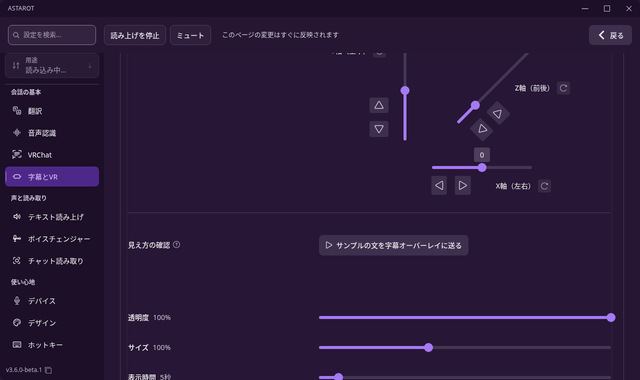 ASTAROT
設定を検索...
読み上げを停止
ミュート
このページの変更はすぐに反映されます
戻る
用途
読み込み中...
会話の基本
翻訳
音声認識
VRChat
字幕とVR
声と読み取り
テキスト読み上げ
ボイスチェンジャー
チャット読み取り
使い心地
デバイス
デザイン
ホットキー
v3.6.0-beta.1
Z軸（前後）
0
X軸（左右）
見え方の確認
サンプルの文を字幕オーバーレイに送る
透明度 100%
サイズ 100%
表示時間 5秒